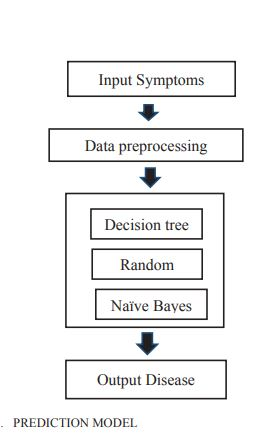 Input Symptoms
Data preprocessing
Decision tree
Random
Naïve Bayes
Output Disease
. PREDICTION MODEL